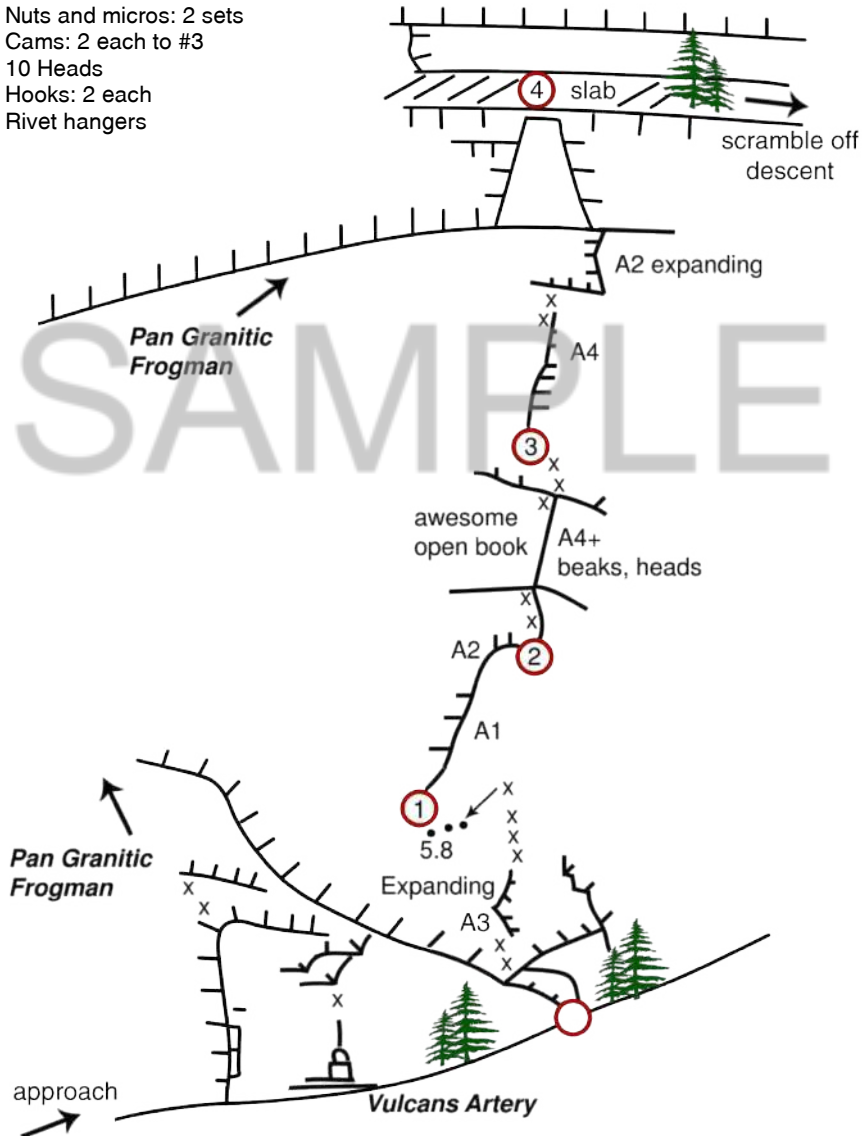 Nuts and micros: 2 sets
Cams: 2 each to #3
10 Heads
Hooks: 2 each
Rivet hangers
4
slab
scramble off
descent
A2 expanding
x
x
Pan Granitic
Frogman
SAMPLE
A4
3
x
x
x
awesome
open book
A4+
beaks, heads
x
x
A2
2
A1
1
x
x
x
x
5.8
Pan Granitic
Frogman
Expanding
x
x
A3
x
x
x
approach
Vulcans Artery